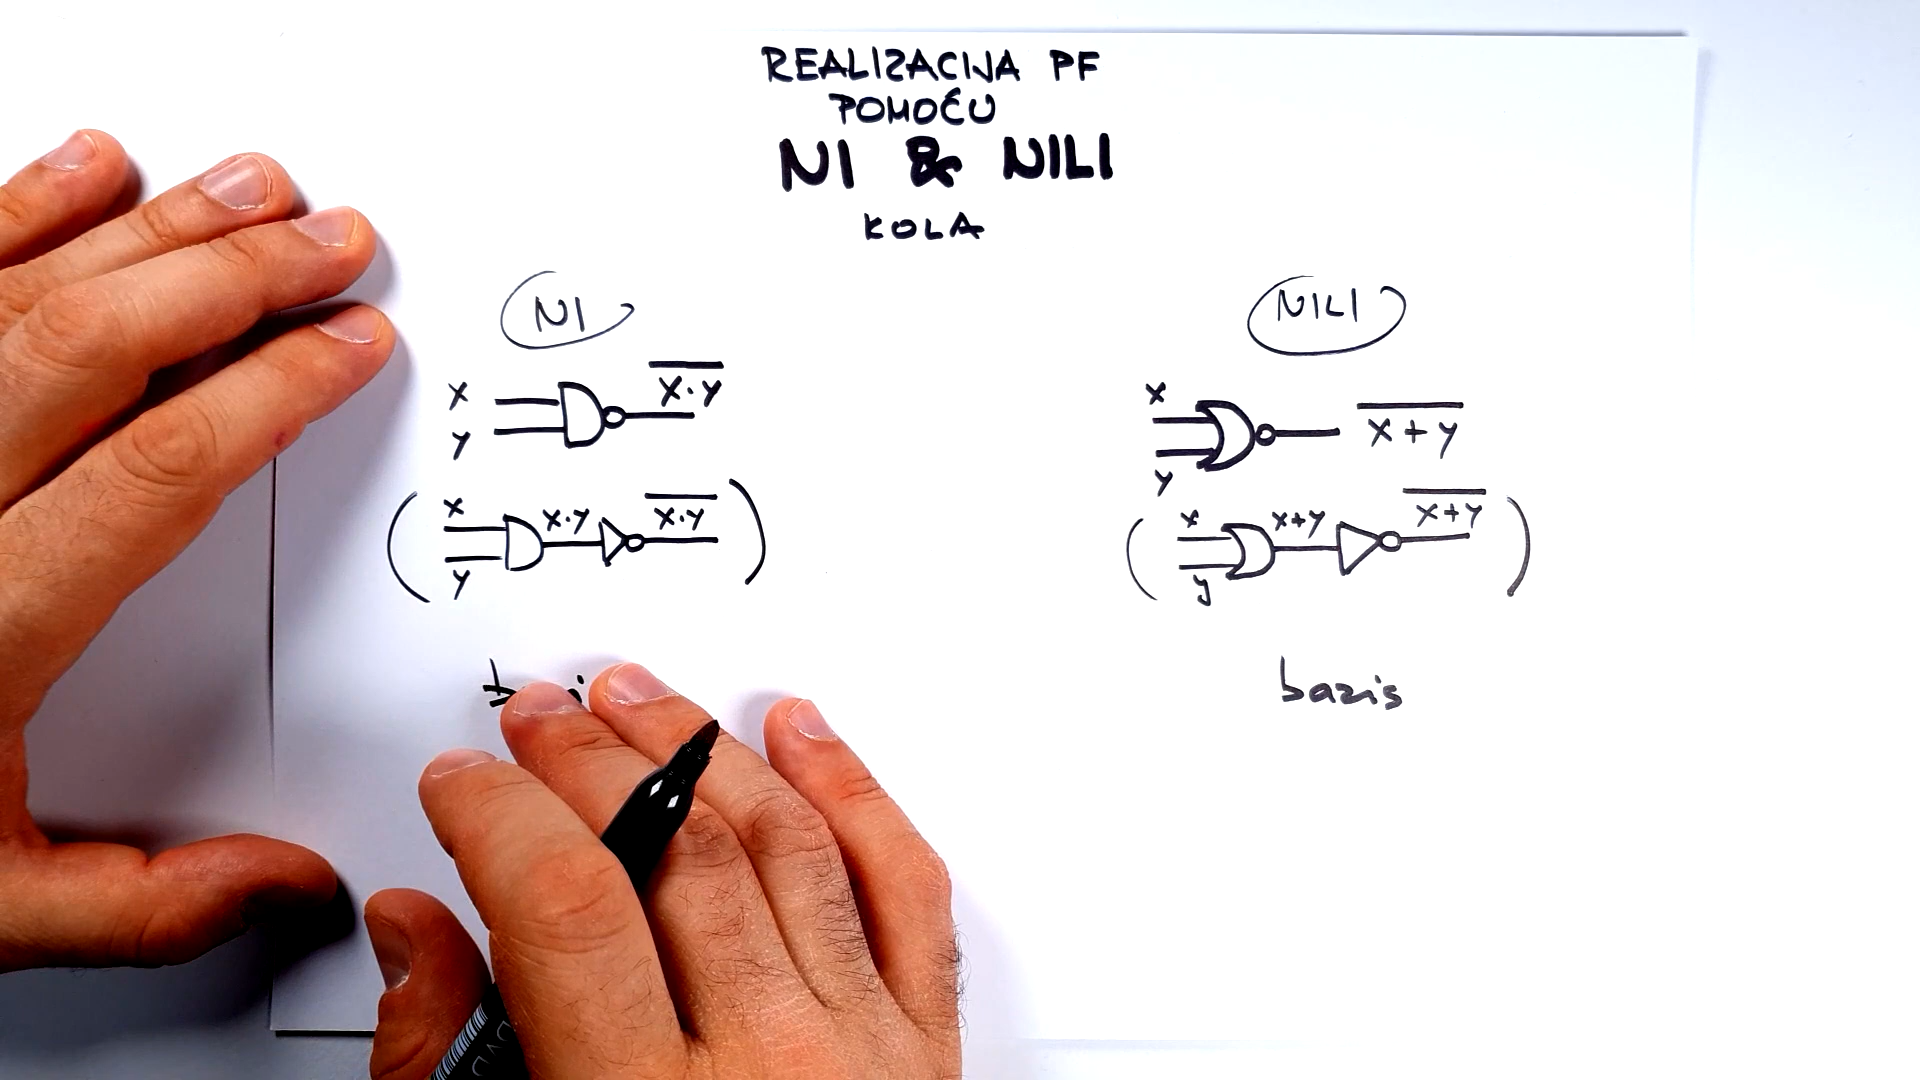 REALIZACIJA PF
POMOĆU
NI & NILI
KOLA
NI
x
y
x·y
x
y
x·y
x·y
NILI
x
y
x+y
x
y
x+y
x+y
bazis